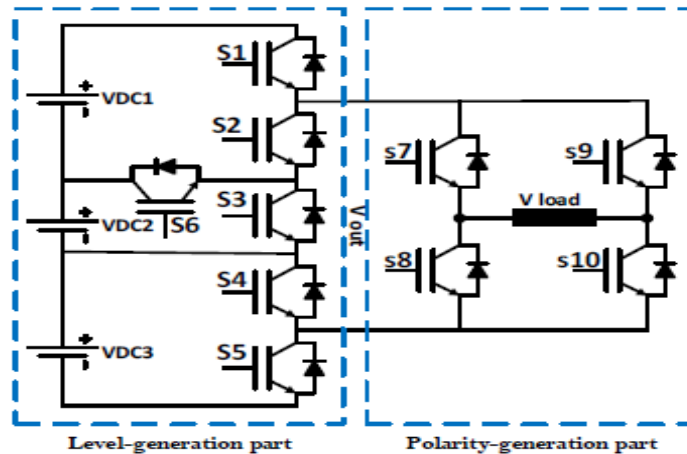 S1
VDC1
S2
s7
s9
S3
V load
S6
VDC2
V out
s8
s10
S4
VDC3
S5
Level-generation part
Polarity-generation part